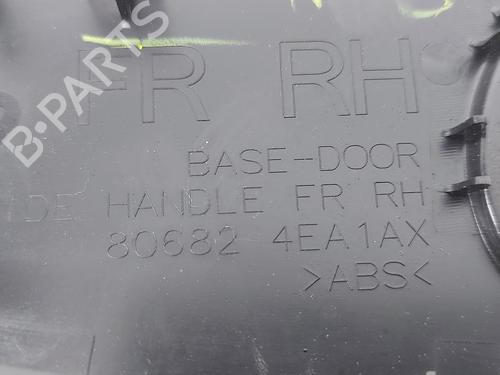 FR RH
BASE-DOOR
DE HANDLE FR RH
80682 4EA1AX
>ABS<
B-PARTS